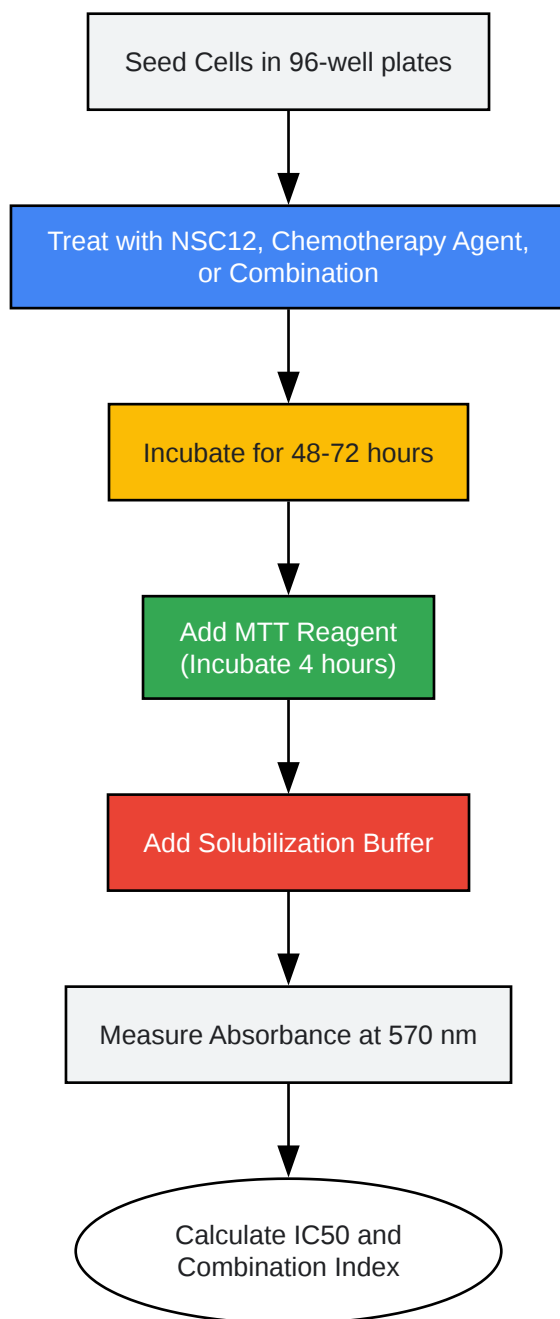 Seed Cells in 96-well plates
Treat with NSC12, Chemotherapy Agent,
or Combination
Incubate for 48-72 hours
Add MTT Reagent
(Incubate 4 hours)
Add Solubilization Buffer
Measure Absorbance at 570 nm
Calculate IC50 and
Combination Index